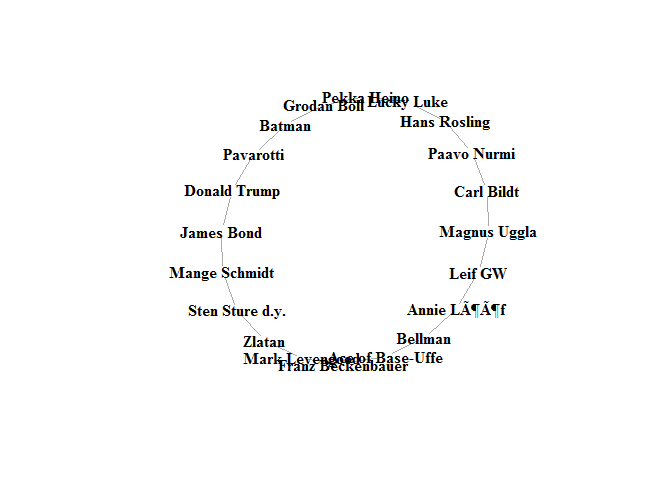 Pekka Heino
Lucky Luke
Grodan Boll
Hans Rosling
Batman
Paavo Nurmi
Pavarotti
Carl Bildt
Donald Trump
Magnus Uggla
James Bond
Leif GW
Mange Schmidt
Annie LÃ¶Ã¶f
Sten Sture d.y.
Bellman
Zlatan
Ace of Base-Uffe
Mark Levengood
Franz Beckenbauer